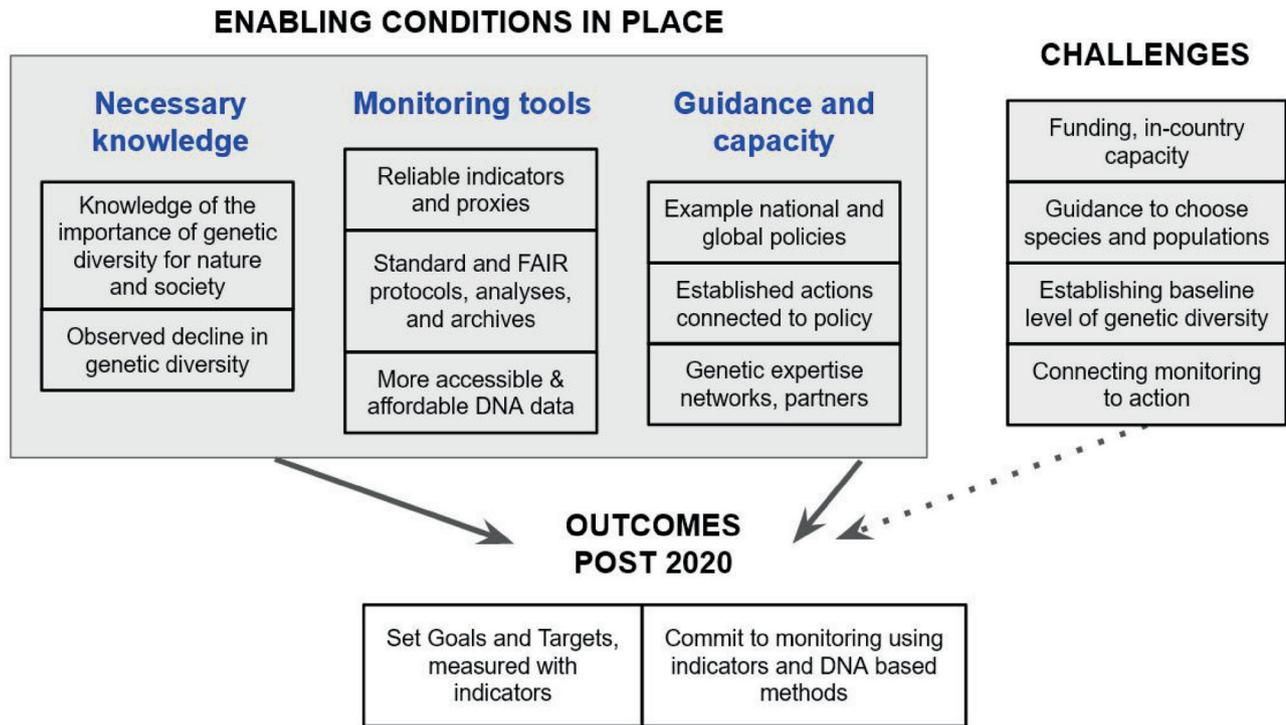 ENABLING CONDITIONS IN PLACE
Necessary
knowledge
Knowledge of the
importance of genetic
diversity for nature
and society
Observed decline in
genetic diversity
Monitoring tools
Reliable indicators
and proxies
Standard and FAIR
protocols, analyses,
and archives
More accessible &
affordable DNA data
Guidance and
capacity
Example national and
global policies
Established actions
connected to policy
Genetic expertise
networks, partners
CHALLENGES
Funding, in-country
capacity
Guidance to choose
species and populations
Establishing baseline
level of genetic diversity
Connecting monitoring
to action
OUTCOMES
POST 2020
Set Goals and Targets,
measured with
indicators
Commit to monitoring using
indicators and DNA based
methods